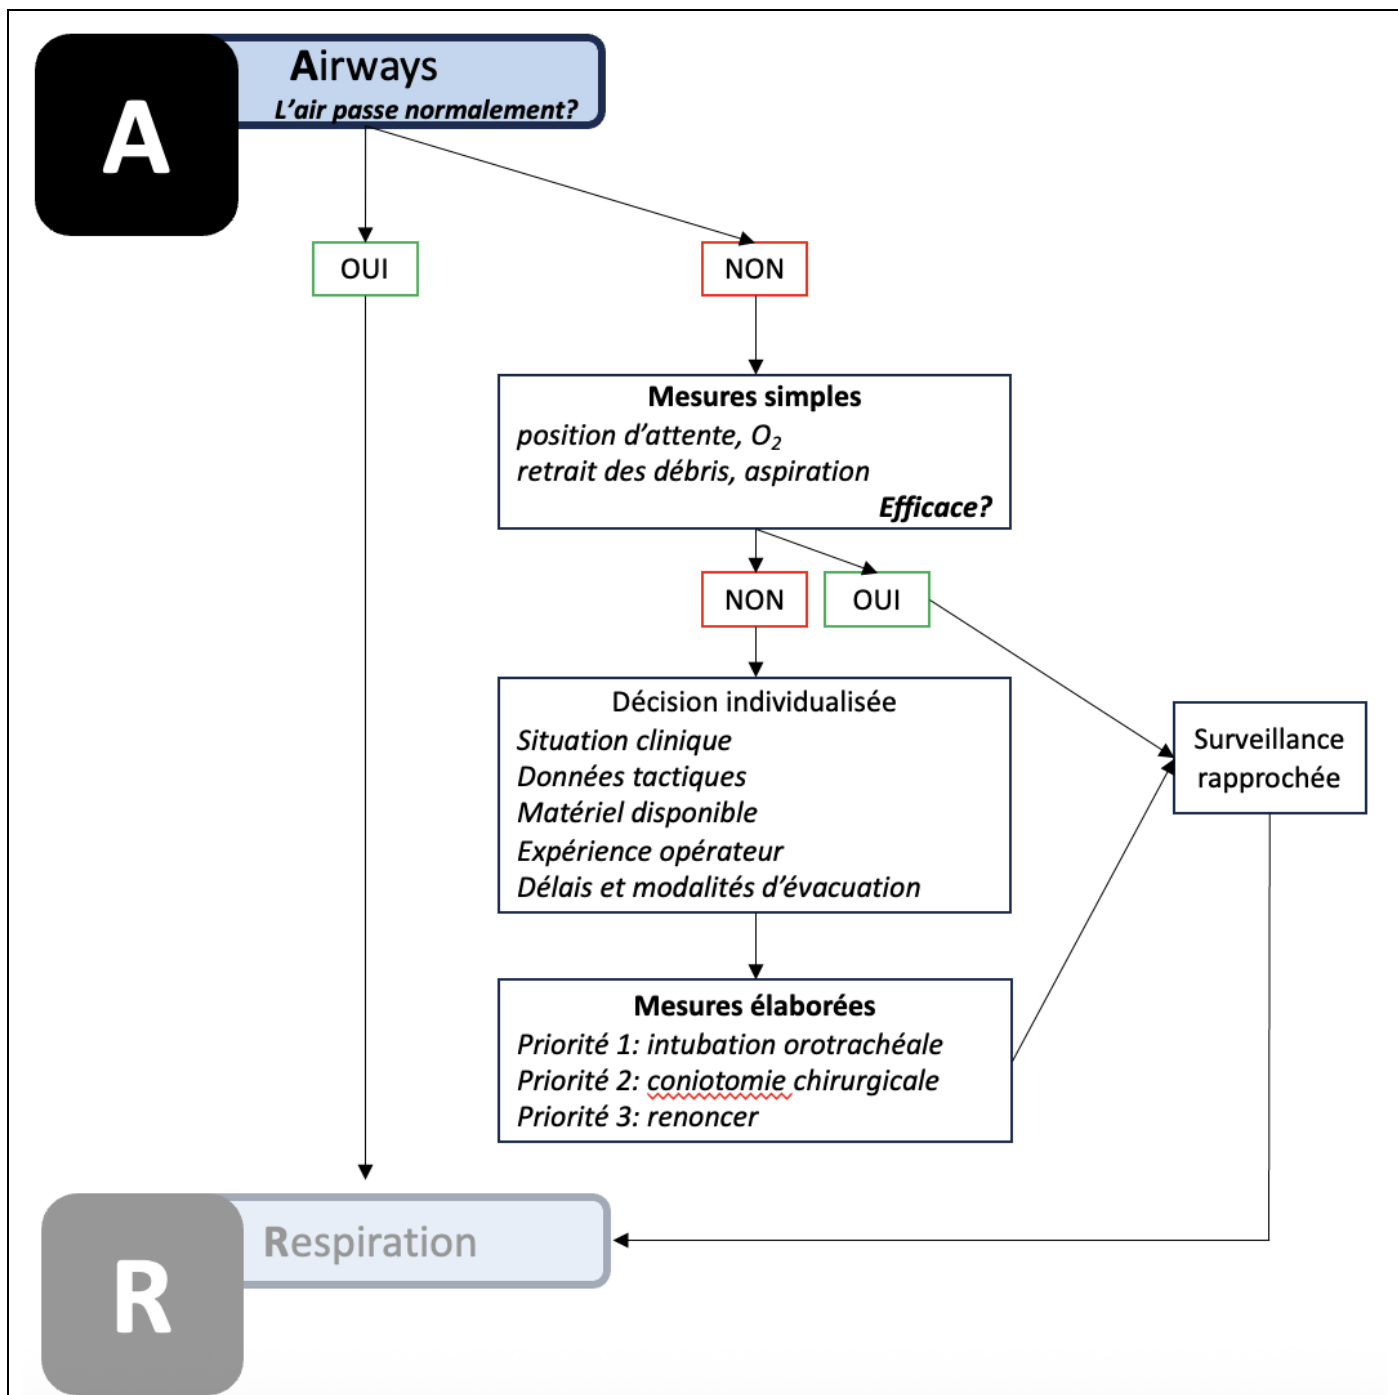 A
Airways
L'air passe normalement?
OUI
NON
Mesures simples
position d'attente, O₂
retrait des débris, aspiration
Efficace?
NON
OUI
Décision individualisée
Situation clinique
Données tactiques
Matériel disponible
Expérience opérateur
Délais et modalités d'évacuation
Surveillance
rapprochée
Mesures élaborées
Priorité 1: intubation orotrachéale
Priorité 2: coniotomie chirurgicale
Priorité 3: renoncer
R
Respiration